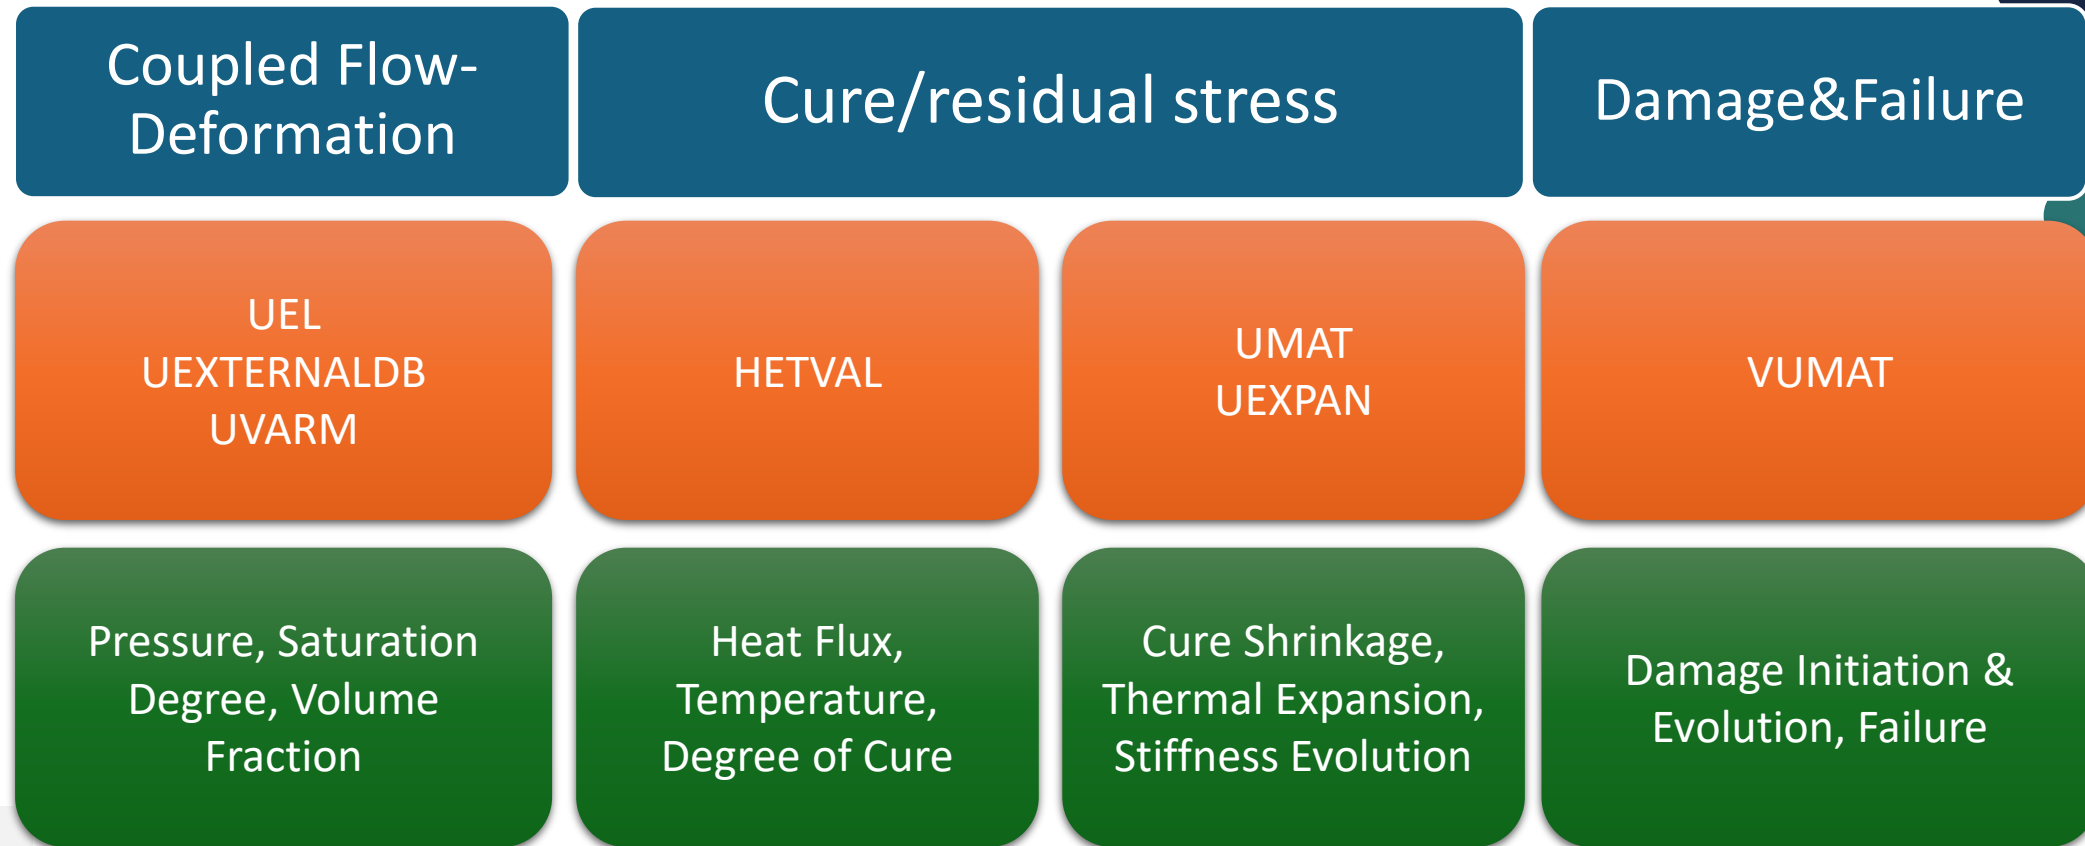 Coupled Flow-
Deformation
Cure/residual stress
Damage&Failure
UEL
UEXTERNALDB
UVARM
HETVAL
UMAT
UEXPAN
VUMAT
Pressure, Saturation
Degree, Volume
Fraction
Heat Flux,
Temperature,
Degree of Cure
Cure Shrinkage,
Thermal Expansion,
Stiffness Evolution
Damage Initiation &
Evolution, Failure